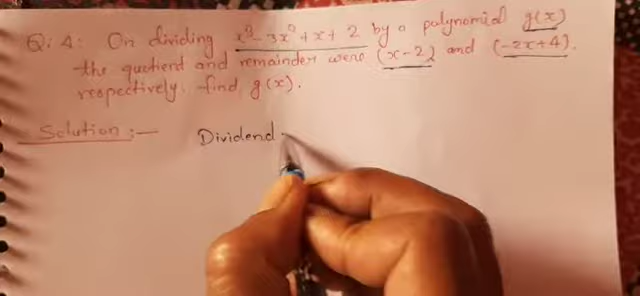 Q: 4: On dividing x³-3x²+x+2 by a polynomial g(x)
the quotient and remainder were (x-2) and (-2x+4).
respectively. find g(x).
Solution :— Dividend